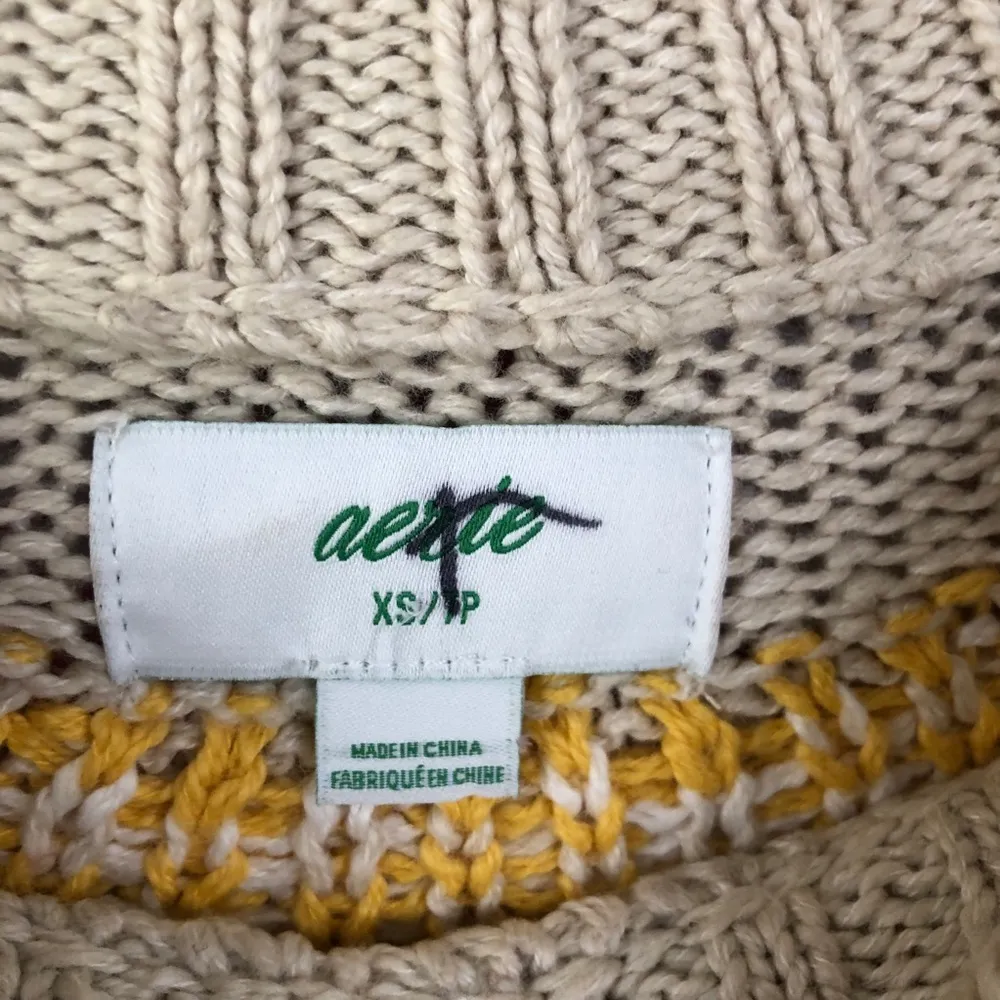 aerie
XS/TP
MADE IN CHINA
FABRIQUÉ EN CHINE